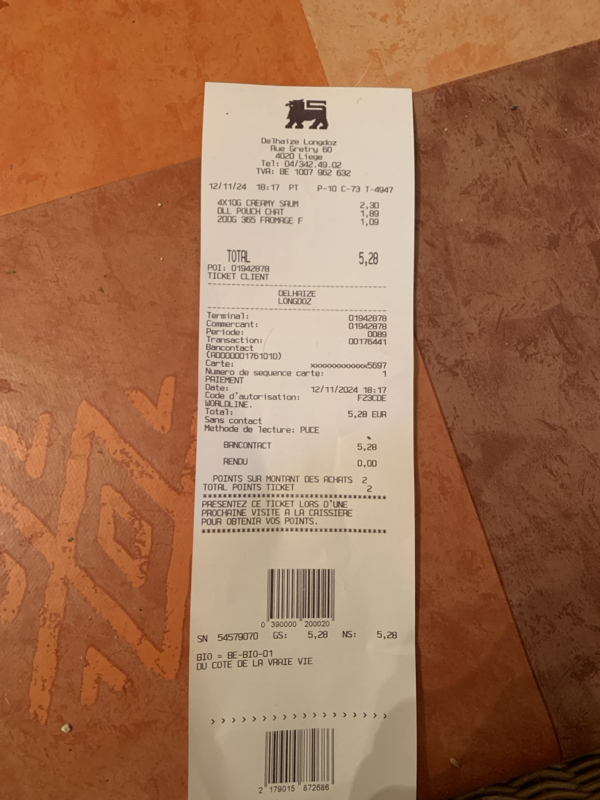 Delhaize Longdoz
Rue Gretry 60
4020 Liege
Tel: 04/342.49.02
TVA: BE 1007 962 632
12/11/24 18:17 PT P-10 C-73 T-4947
4X10G CREAMY SAUM 2,30
DLL POUCH CHAT 1,89
200G 365 FROMAGE F 1,09
TOTAL 5,28
POI: 01942878
TICKET CLIENT
DELHAIZE
LONGDOZ
Terminal: 01942878
Commercant: 01942878
Periode: 0089
Transaction: 00176441
Bancontact
(A0000001761010)
Carte: xxxxxxxxxxxx5697
Numero de sequence carte: 1
PAIEMENT
Date: 12/11/2024 18:17
Code d'autorisation: F23CDE
WORLDLINE.
Total: 5,28 EUR
Sans contact
Methode de lecture: PUCE
BANCONTACT 5,28
RENDU 0,00
POINTS SUR MONTANT DES ACHATS 2
TOTAL POINTS TICKET 2
****************************************
PRESENTEZ CE TICKET LORS D'UNE
PROCHAINE VISITE A LA CAISSIERE
POUR OBTENIR VOS POINTS.
****************************************
0 390000 200020
SN 54579070 GS: 5,28 NS: 5,28
BIO = BE-BIO-01
DU COTE DE LA VRAIE VIE
> > > > > > > > > > > > > > > > > >
2 179015 872686